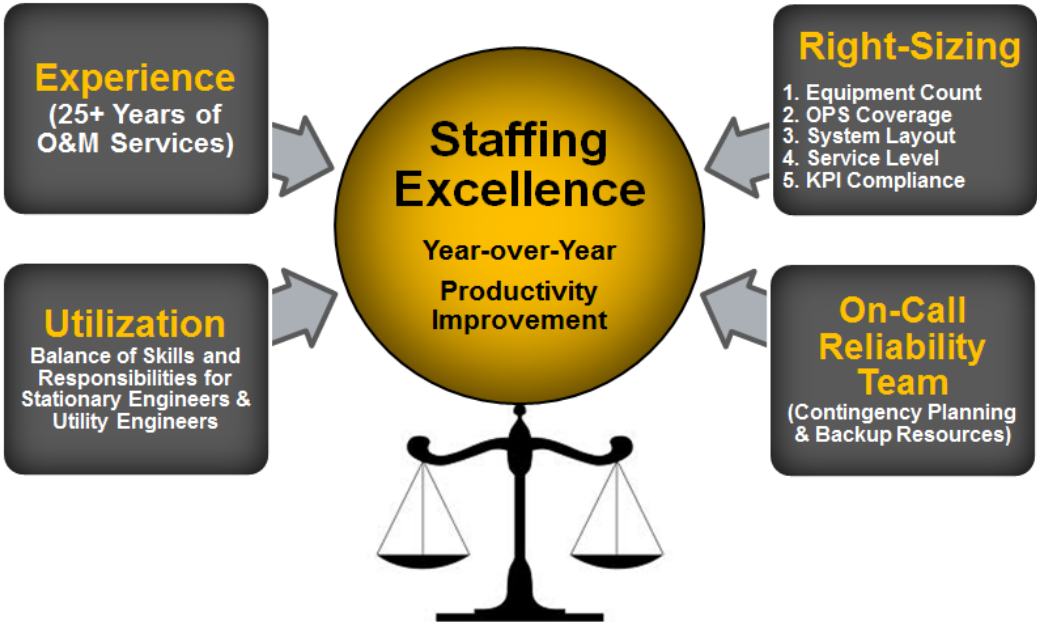 Experience
(25+ Years of
O&M Services)
Staffing
Excellence
Year-over-Year
Productivity
Improvement
Right-Sizing
1. Equipment Count
2. OPS Coverage
3. System Layout
4. Service Level
5. KPI Compliance
Utilization
Balance of Skills and
Responsibilities for
Stationary Engineers &
Utility Engineers
On-Call
Reliability
Team
(Contingency Planning
& Backup Resources)